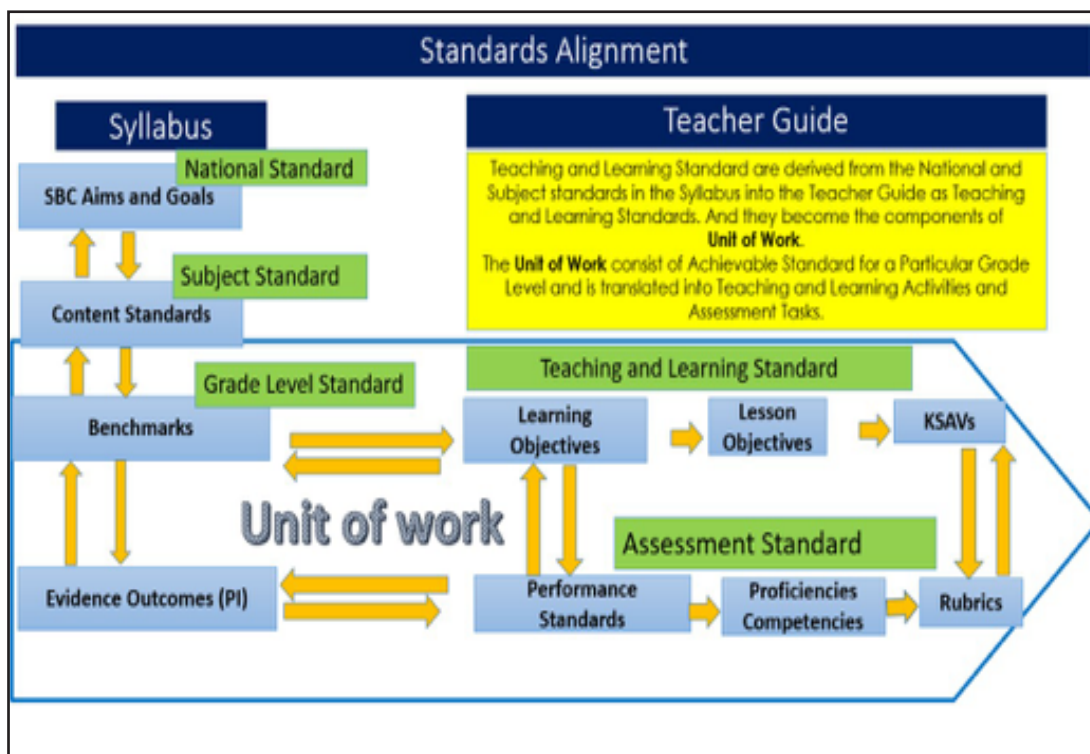 Standards Alignment
Syllabus
Teacher Guide
National Standard
SBC Aims and Goals
Teaching and Learning Standard are derived from the National and
Subject standards in the Syllabus into the Teacher Guide as Teaching
and Learning Standards. And they become the components of
Unit of Work.
The Unit of Work consist of Achievable Standard for a Particular Grade
Level and is translated into Teaching and Learning Activities and
Assessment Tasks.
Subject Standard
Content Standards
Grade Level Standard
Teaching and Learning Standard
Benchmarks
Learning
Objectives
Lesson
Objectives
KSAVs
Unit of work
Assessment Standard
Evidence Outcomes (PI)
Performance
Standards
Proficiencies
Competencies
Rubrics